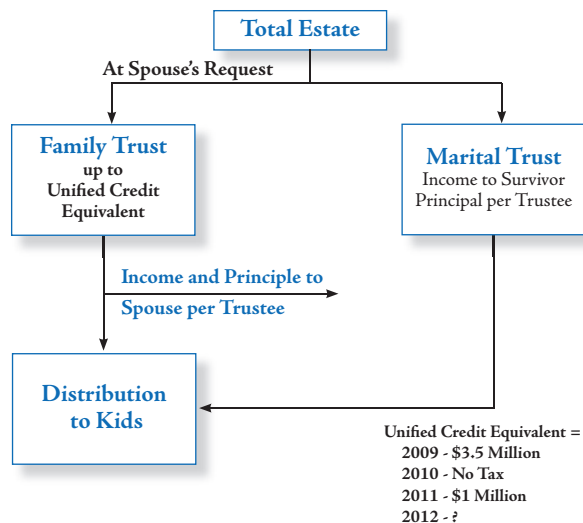 Total Estate
At Spouse's Request
Family Trust
up to
Unified Credit
Equivalent
Marital Trust
Income to Survivor
Principal per Trustee
Income and Principle to
Spouse per Trustee
Distribution
to Kids
Unified Credit Equivalent =
2009 - $3.5 Million
2010 - No Tax
2011 - $1 Million
2012 - ?